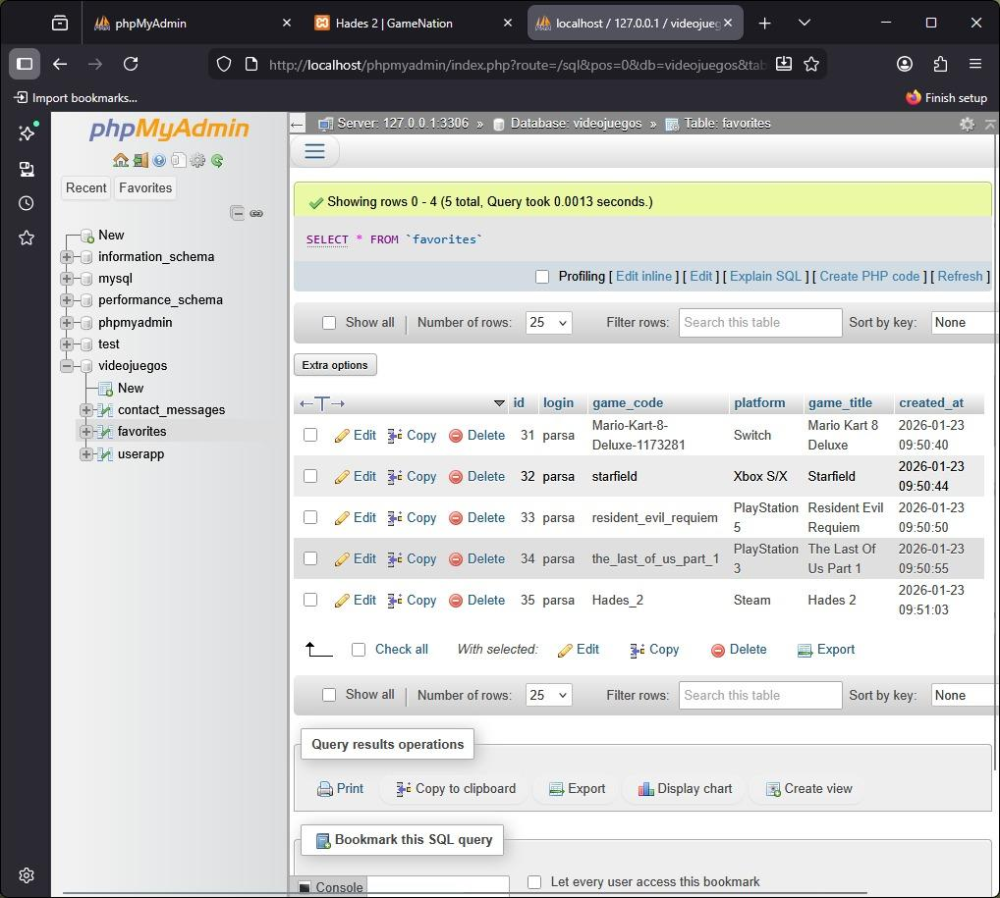 phpMyAdmin
Hades 2 | GameNation
localhost / 127.0.0.1 / videojueg
http://localhost/phpmyadmin/index.php?route=/sql&pos=0&db=videojuegos&tab
Import bookmarks...
Finish setup
phpMyAdmin
Recent
Favorites
New
information_schema
mysql
performance_schema
phpmyadmin
test
videojuegos
New
contact_messages
favorites
userapp
Server: 127.0.0.1:3306 » Database: videojuegos » Table: favorites
Showing rows 0 - 4 (5 total, Query took 0.0013 seconds.)
SELECT * FROM `favorites`
Profiling [ Edit inline ] [ Edit ] [ Explain SQL ] [ Create PHP code ] [ Refresh ]
Show all | Number of rows: 25 Filter rows: Search this table Sort by key: None
Extra options
id login game_code platform game_title created_at
Edit Copy Delete 31 parsa Mario-Kart-8-Deluxe-1173281 Switch Mario Kart 8 Deluxe 2026-01-23 09:50:40
Edit Copy Delete 32 parsa starfield Xbox S/X Starfield 2026-01-23 09:50:44
Edit Copy Delete 33 parsa resident_evil_requiem PlayStation 5 Resident Evil Requiem 2026-01-23 09:50:50
Edit Copy Delete 34 parsa the_last_of_us_part_1 PlayStation 3 The Last Of Us Part 1 2026-01-23 09:50:55
Edit Copy Delete 35 parsa Hades_2 Steam Hades 2 2026-01-23 09:51:03
Check all With selected: Edit Copy Delete Export
Show all | Number of rows: 25 Filter rows: Search this table Sort by key: None
Query results operations
Print Copy to clipboard Export Display chart Create view
Bookmark this SQL query
Console
Let every user access this bookmark